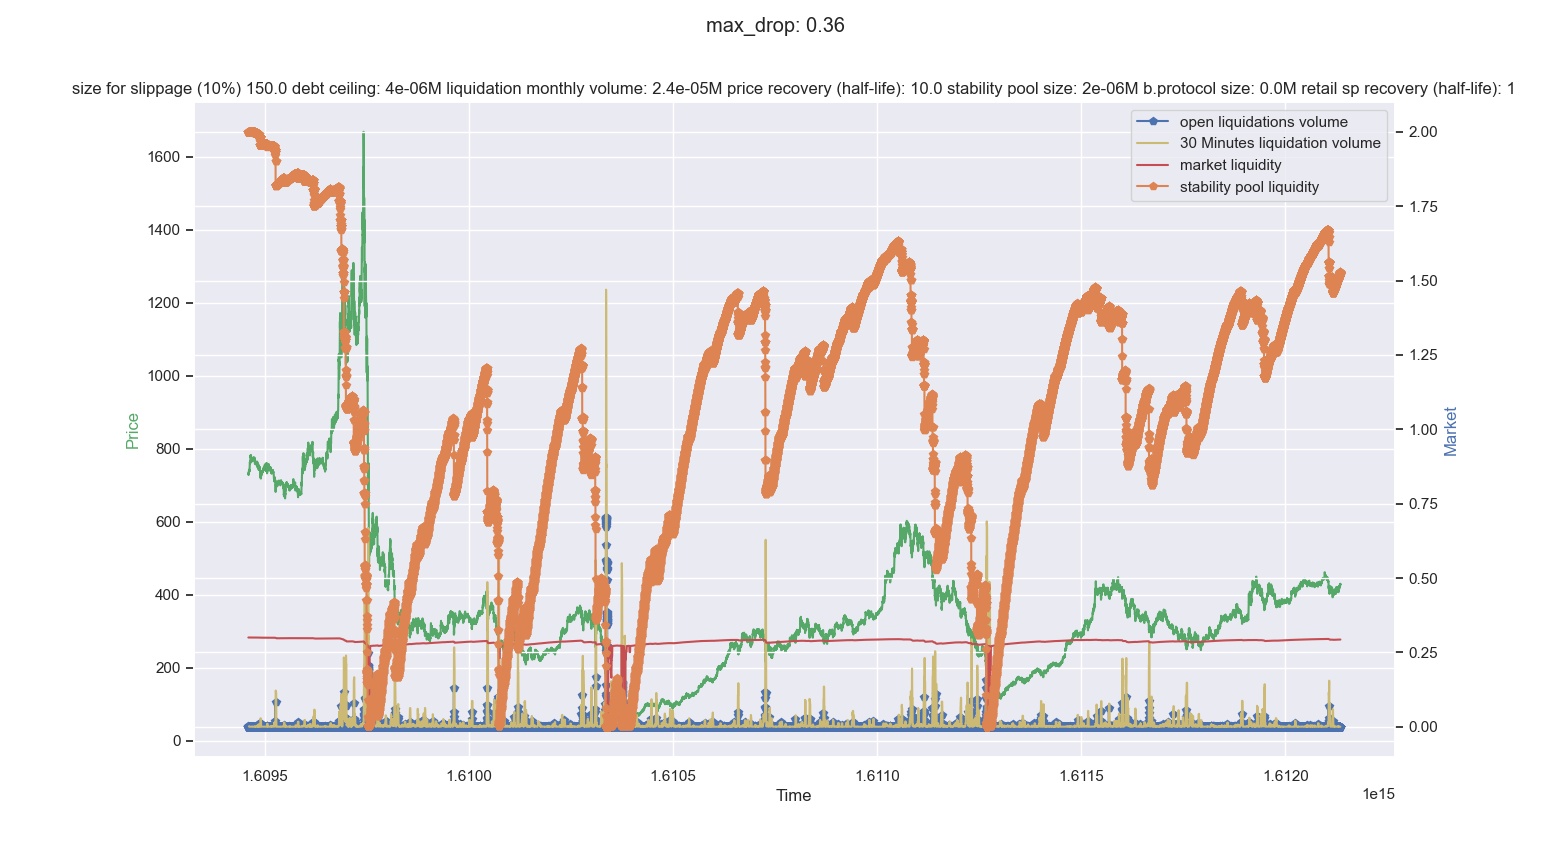 max_drop: 0.36
size for slippage (10%) 150.0 debt ceiling: 4e-06M liquidation monthly volume: 2.4e-05M price recovery (half-life): 10.0 stability pool size: 2e-06M b.protocol size: 0.0M retail sp recovery (half-life): 1
open liquidations volume
30 Minutes liquidation volume
market liquidity
stability pool liquidity
1600
1400
1200
1000
800
600
400
200
0
Price
2.00
1.75
1.50
1.25
1.00
0.75
0.50
0.25
0.00
Market
1.6095 1.6100 1.6105 1.6110 1.6115 1.6120
Time
1e15